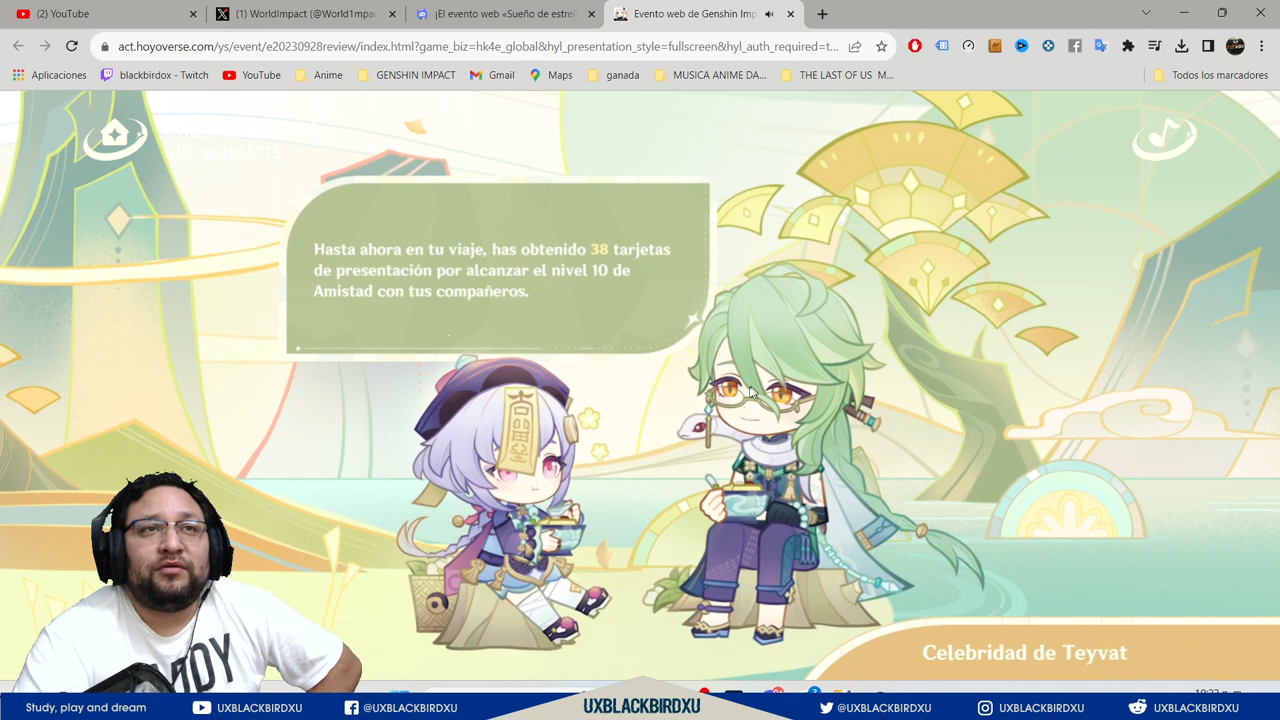 (2) YouTube
(1) WorldImpact (@World1mpac
¡El evento web «Sueño de estrell
Evento web de Genshin Imp
act.hoyoverse.com/ys/event/e20230928review/index.html?game_biz=hk4e_global&hyl_presentation_style=fullscreen&hyl_auth_required=t...
Aplicaciones
blackbirdox - Twitch
YouTube
Anime
GENSHIN IMPACT
Gmail
Maps
ganada
MUSICA ANIME DA...
THE LAST OF US M...
Todos los marcadores
Hasta ahora en tu viaje, has obtenido 38 tarjetas
de presentación por alcanzar el nivel 10 de
Amistad con tus compañeros.
Celebridad de Teyvat
Study, play and dream
UXBLACKBIRDXU
@UXBLACKBIRDXU
UXBLACKBIRDXU
@UXBLACKBIRDXU
UXBLACKBIRDXU
UXBLACKBIRDXU